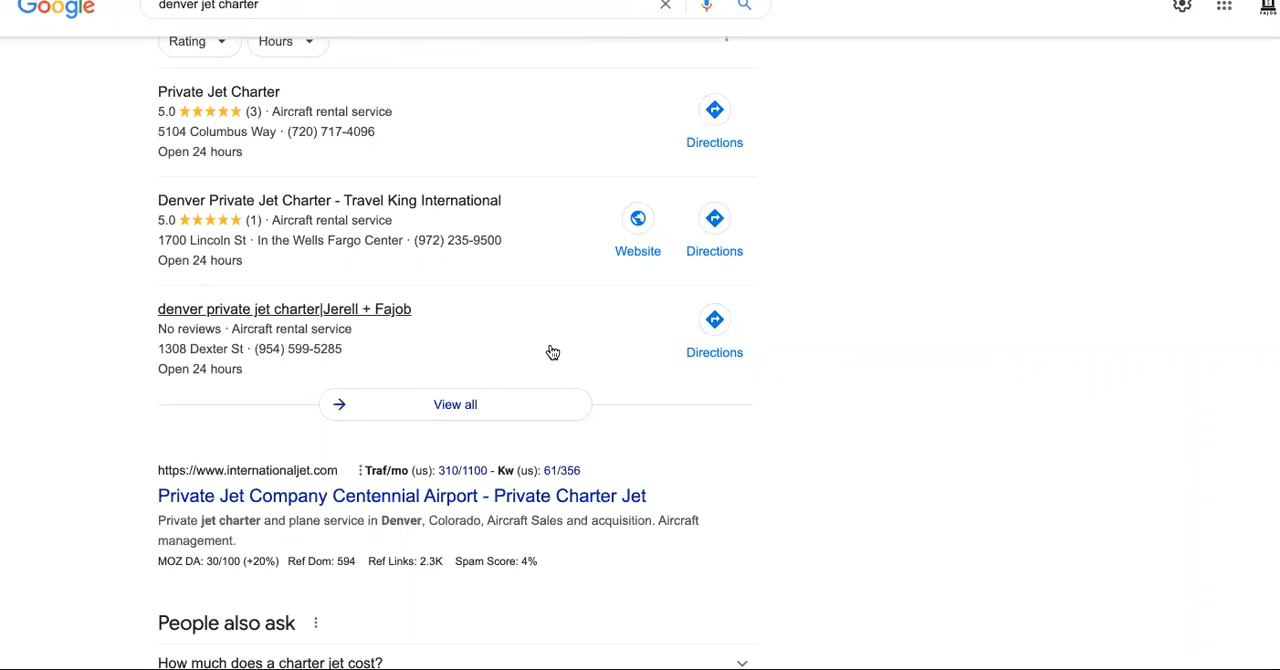 Google
denver jet charter
Rating
Hours
Private Jet Charter
5.0 ★★★★★ (3) · Aircraft rental service
5104 Columbus Way · (720) 717-4096
Open 24 hours
Directions
Denver Private Jet Charter - Travel King International
5.0 ★★★★★ (1) · Aircraft rental service
1700 Lincoln St · In the Wells Fargo Center · (972) 235-9500
Open 24 hours
Website
Directions
denver private jet charter|Jerell + Fajob
No reviews · Aircraft rental service
1308 Dexter St · (954) 599-5285
Open 24 hours
Directions
View all
https://www.internationaljet.com Traf/mo (us): 310/1100 - Kw (us): 61/356
Private Jet Company Centennial Airport - Private Charter Jet
Private jet charter and plane service in Denver, Colorado, Aircraft Sales and acquisition. Aircraft
management.
MOZ DA: 30/100 (+20%) Ref Dom: 594 Ref Links: 2.3K Spam Score: 4%
People also ask
How much does a charter jet cost?